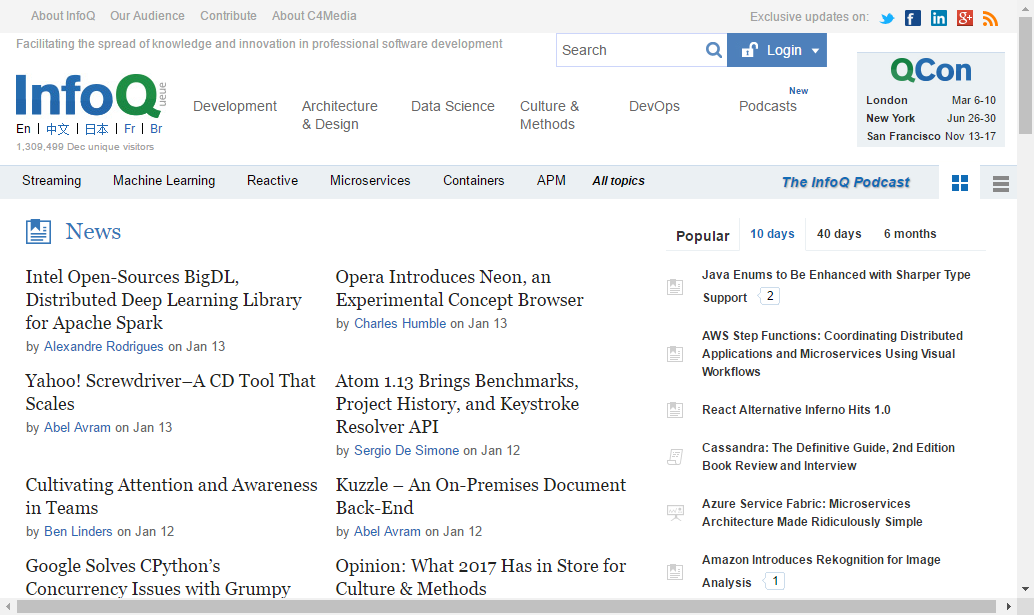 About InfoQ Our Audience Contribute About C4Media Exclusive updates on:
Facilitating the spread of knowledge and innovation in professional software development
Search Login
InfoQ
queue
En | 中文 | 日本 | Fr | Br
1,309,499 Dec unique visitors
Development
Architecture
& Design
Data Science
Culture &
Methods
DevOps
New
Podcasts
QCon
London Mar 6-10
New York Jun 26-30
San Francisco Nov 13-17
Streaming Machine Learning Reactive Microservices Containers APM All topics The InfoQ Podcast
News
Intel Open-Sources BigDL,
Distributed Deep Learning Library
for Apache Spark
by Alexandre Rodrigues on Jan 13
Opera Introduces Neon, an
Experimental Concept Browser
by Charles Humble on Jan 13
Yahoo! Screwdriver–A CD Tool That
Scales
by Abel Avram on Jan 13
Atom 1.13 Brings Benchmarks,
Project History, and Keystroke
Resolver API
by Sergio De Simone on Jan 12
Cultivating Attention and Awareness
in Teams
by Ben Linders on Jan 12
Kuzzle – An On-Premises Document
Back-End
by Abel Avram on Jan 12
Google Solves CPython’s
Concurrency Issues with Grumpy
Opinion: What 2017 Has in Store for
Culture & Methods
Popular 10 days 40 days 6 months
Java Enums to Be Enhanced with Sharper Type
Support 2
AWS Step Functions: Coordinating Distributed
Applications and Microservices Using Visual
Workflows
React Alternative Inferno Hits 1.0
Cassandra: The Definitive Guide, 2nd Edition
Book Review and Interview
Azure Service Fabric: Microservices
Architecture Made Ridiculously Simple
Amazon Introduces Rekognition for Image
Analysis 1